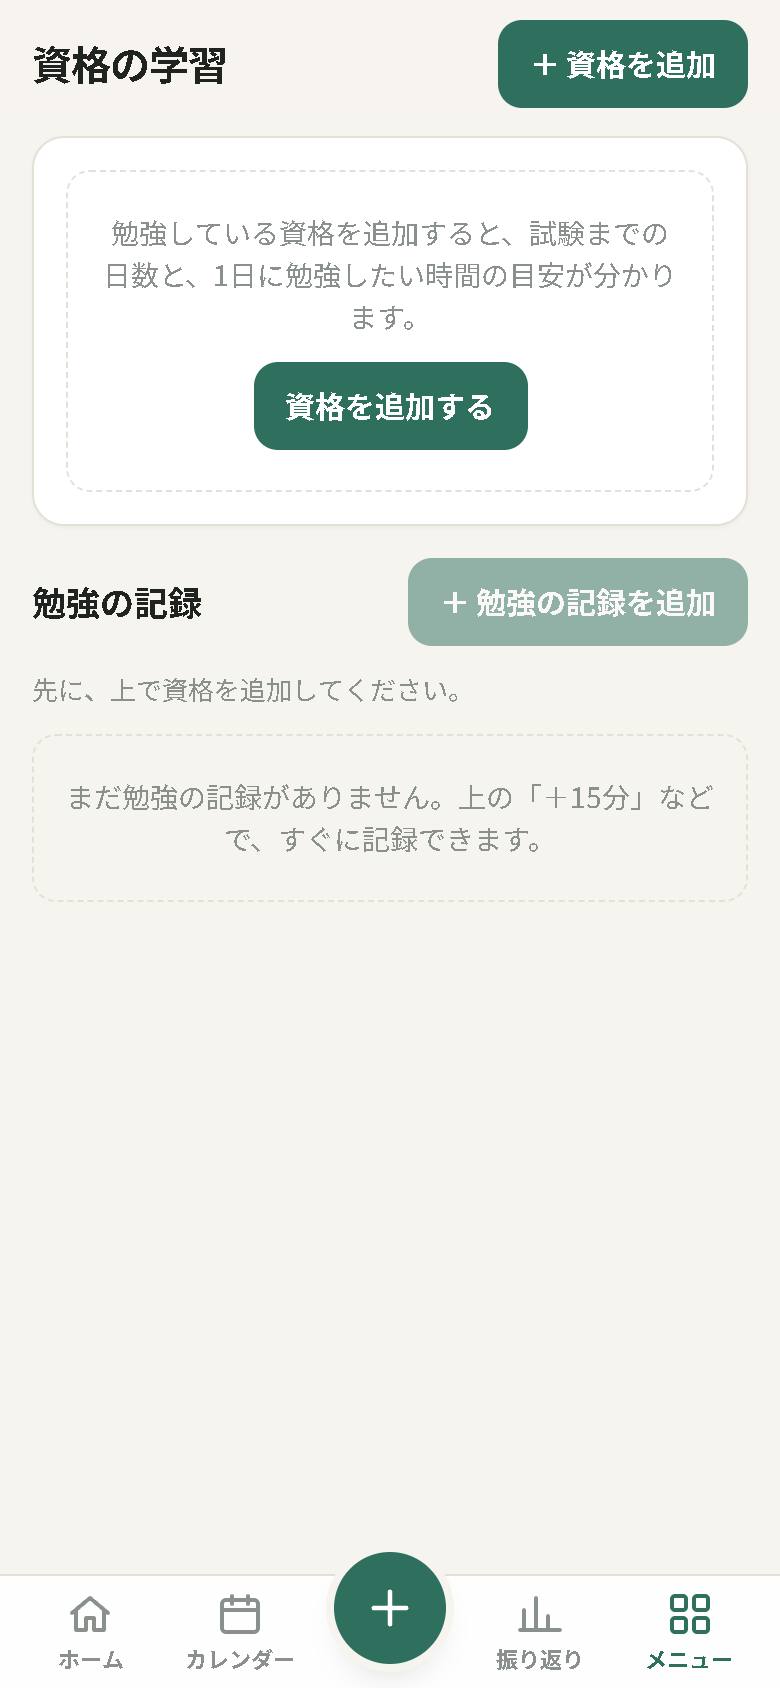 資格の学習
＋ 資格を追加
勉強している資格を追加すると、試験までの
日数と、1日に勉強したい時間の目安が分かり
ます。
資格を追加する
勉強の記録
＋ 勉強の記録を追加
先に、上で資格を追加してください。
まだ勉強の記録がありません。上の「＋15分」など
で、すぐに記録できます。
ホーム
カレンダー
振り返り
メニュー